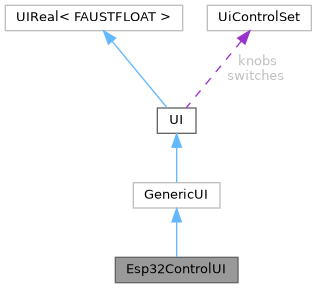 UIReal< FAUSTFLOAT >
UiControlSet
knobs
switches
UI
GenericUI
Esp32ControlUI